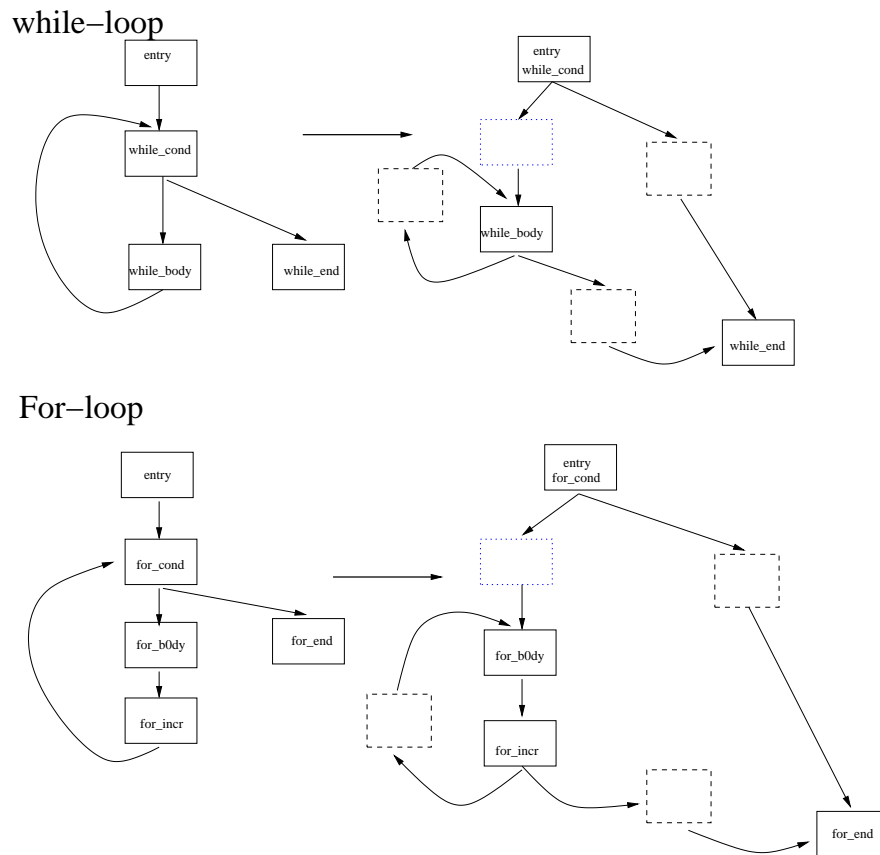 while–loop
entry
while_cond
while_body
while_end
entry
while_cond
while_body
while_end
For–loop
entry
for_cond
for_b0dy
for_end
for_incr
entry
for_cond
for_b0dy
for_incr
for_end